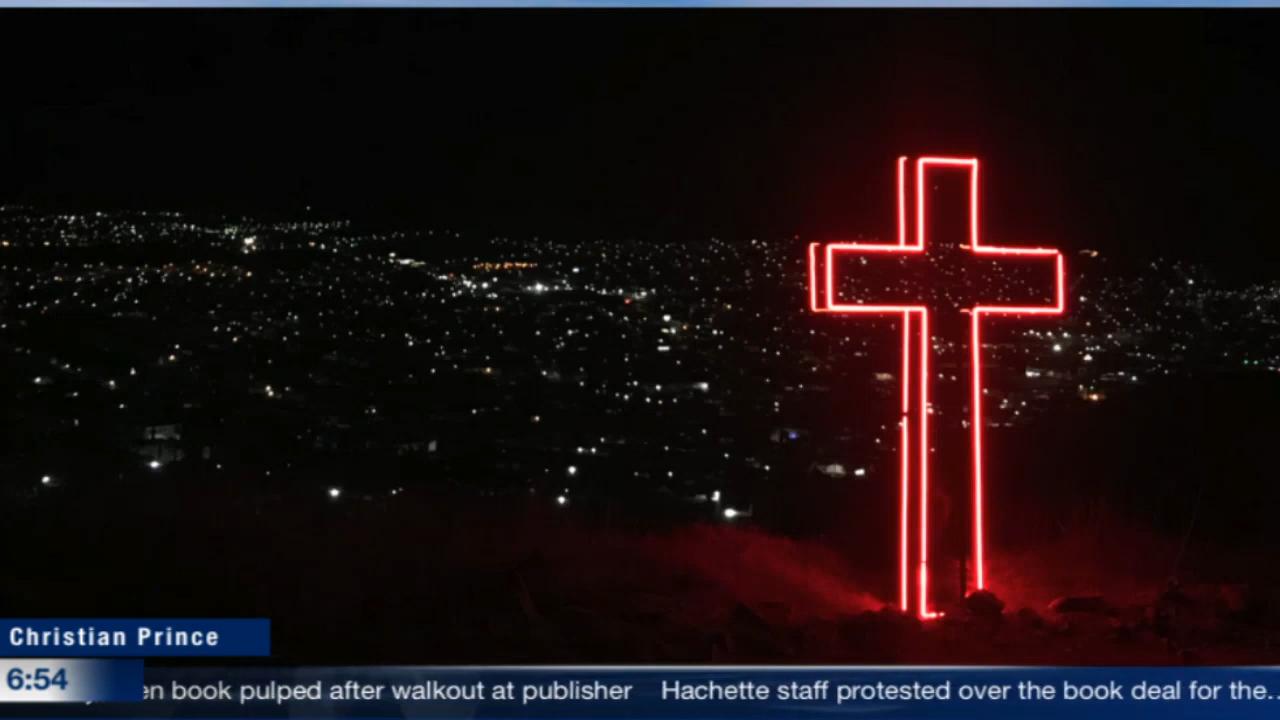 Christian Prince
6:54
en book pulped after walkout at publisher Hachette staff protested over the book deal for the...